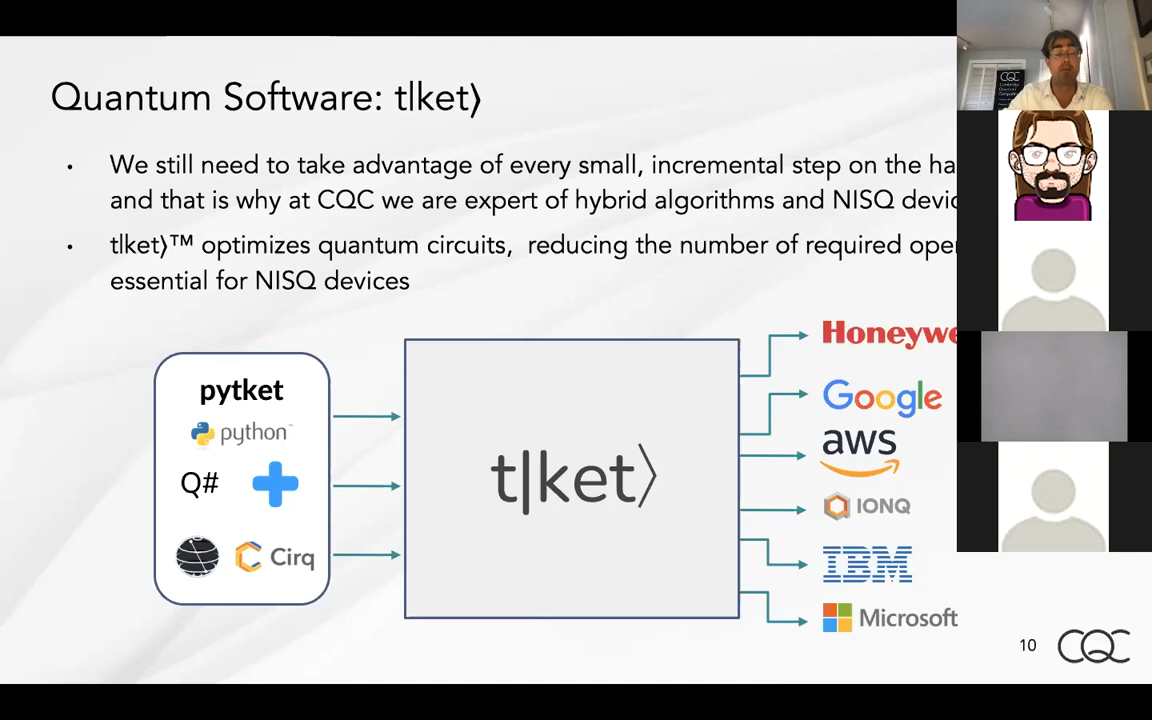 Quantum Software: t|ket⟩
• We still need to take advantage of every small, incremental step on the ha
and that is why at CQC we are expert of hybrid algorithms and NISQ devic
• t|ket⟩™ optimizes quantum circuits, reducing the number of required oper
essential for NISQ devices
pytket
python™
Q#
Cirq
t|ket⟩
Honeywe
Google
aws
IONQ
IBM
Microsoft
10
CQC
CQC